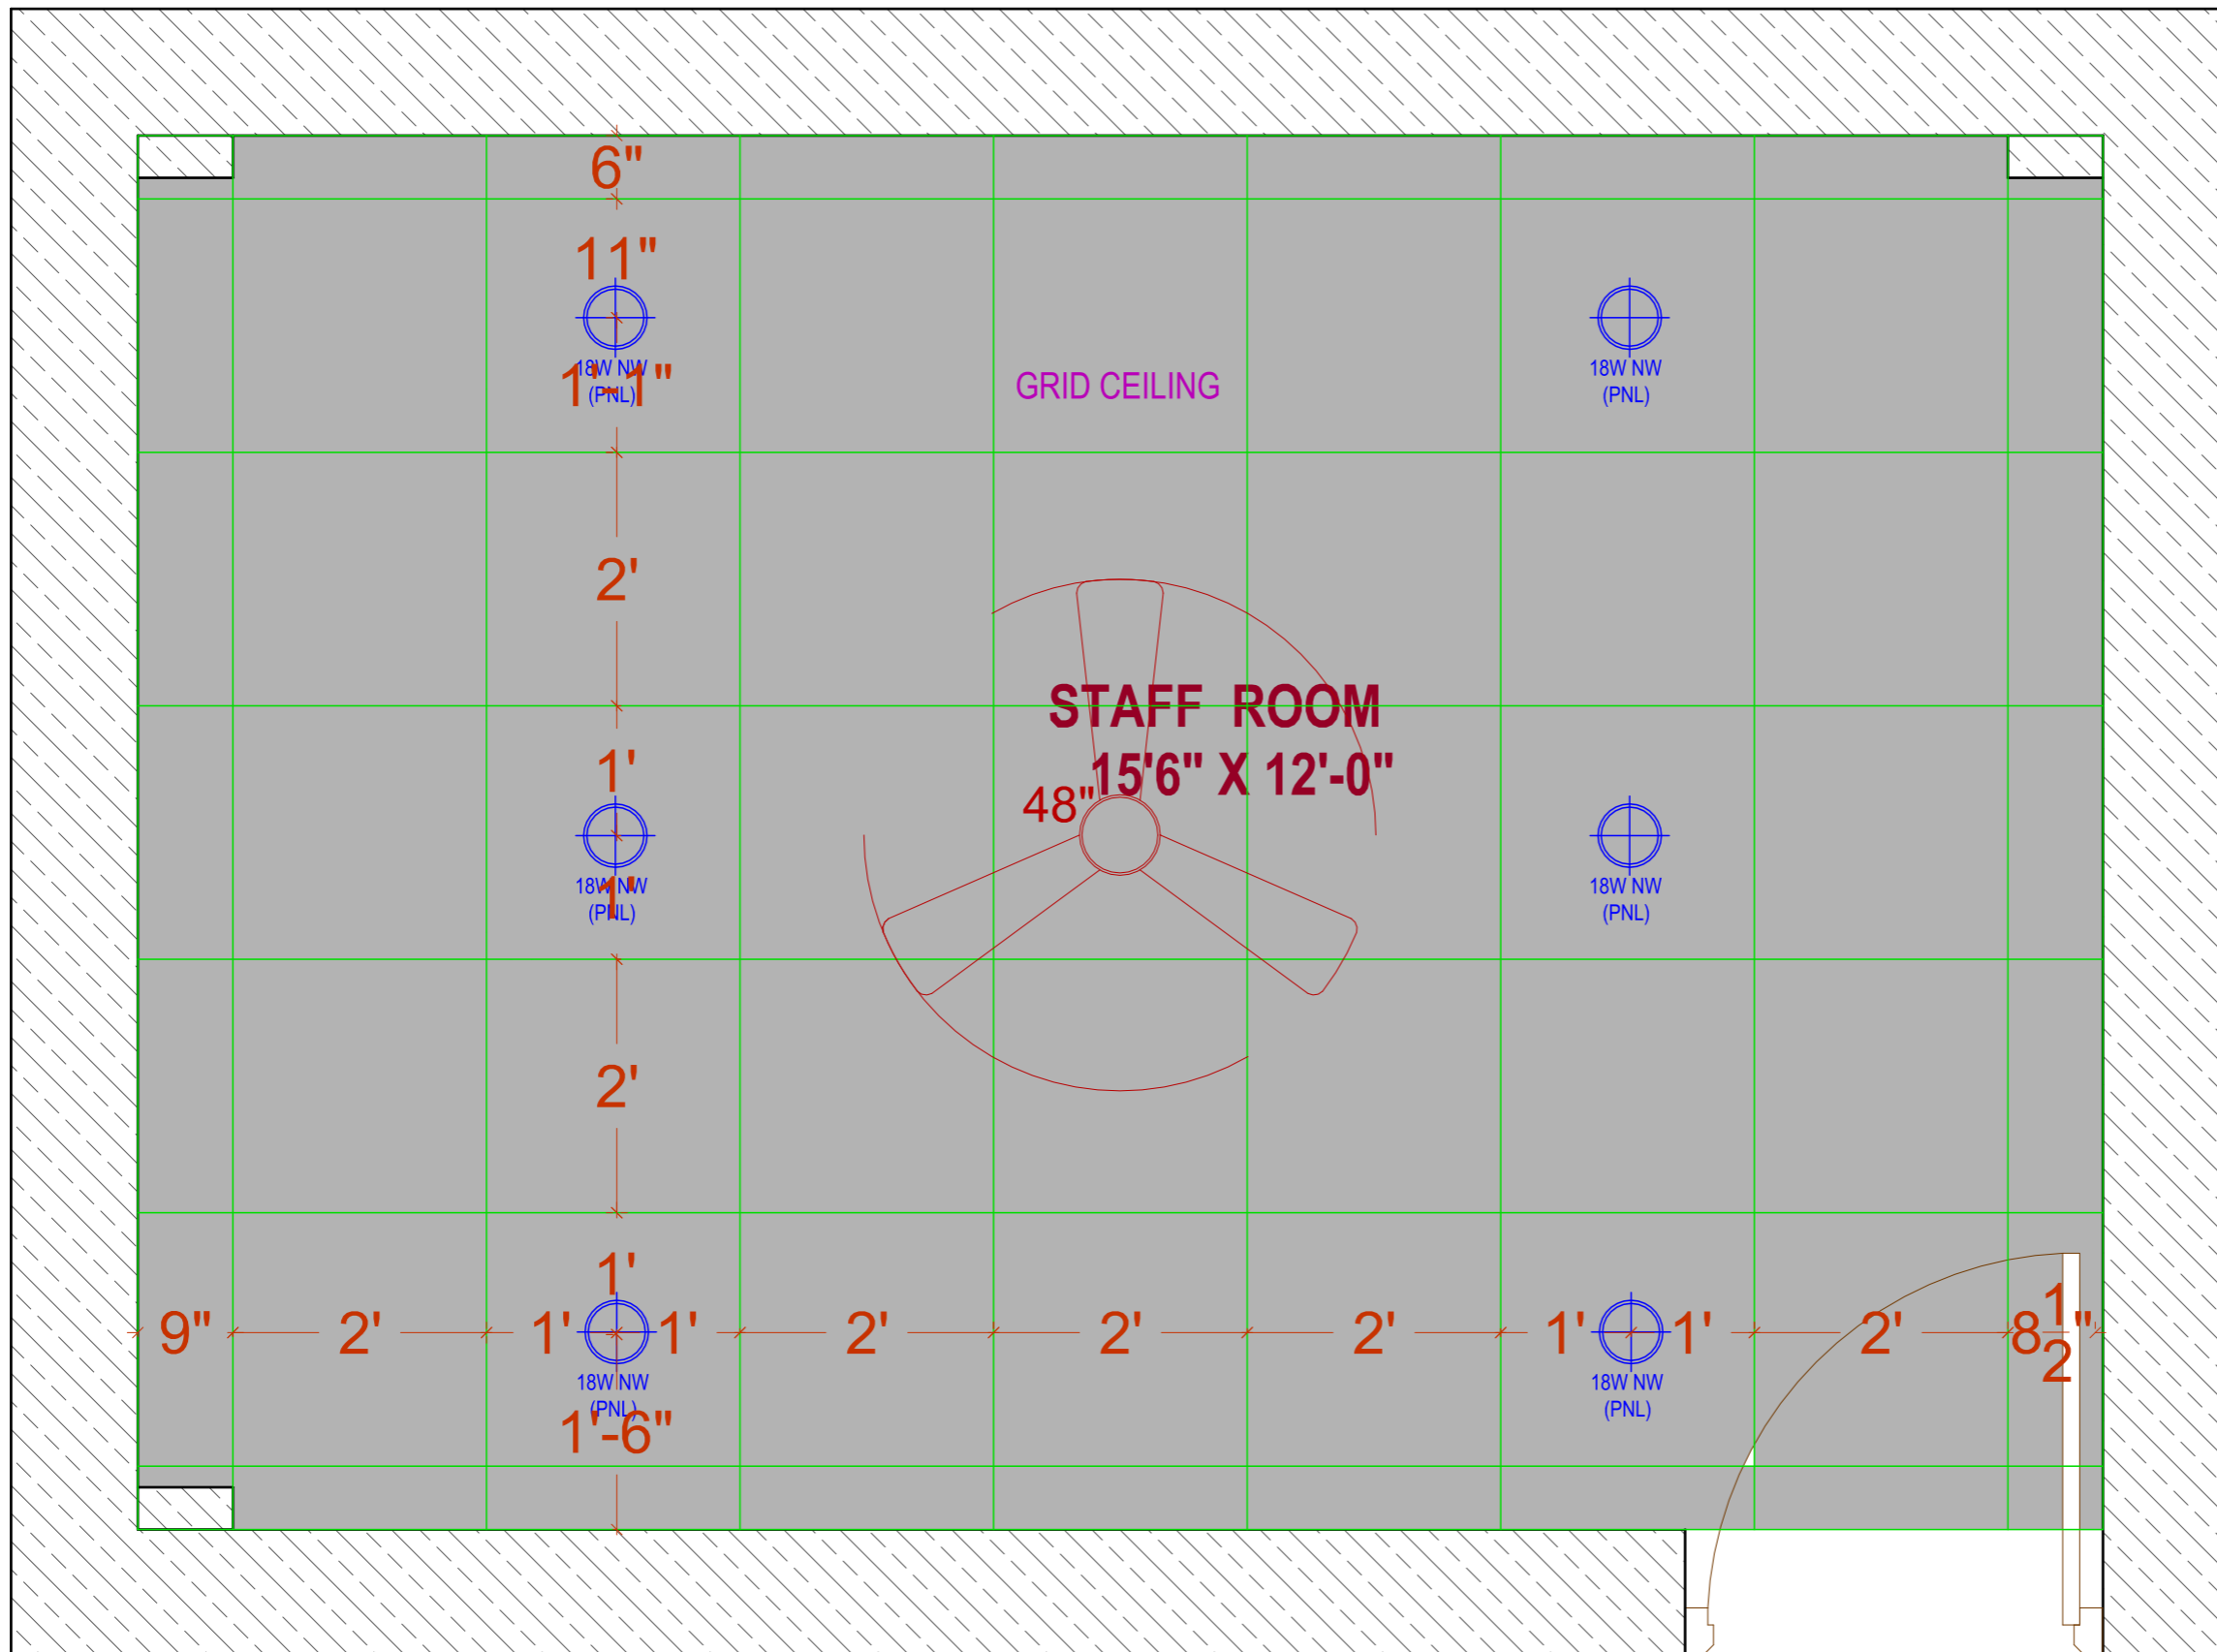 6"
11"
18W NW
(PNL)
1'-1"
18W NW
(PNL)
GRID CEILING
2'
STAFF ROOM
15'6" X 12'-0"
48"
1'
18W NW
(PNL)
1'
18W NW
(PNL)
2'
1'
9" 2' 1' 1' 2' 2' 2' 1' 1' 2' 8 1/2"
18W NW
(PNL)
1'-6"
18W NW
(PNL)